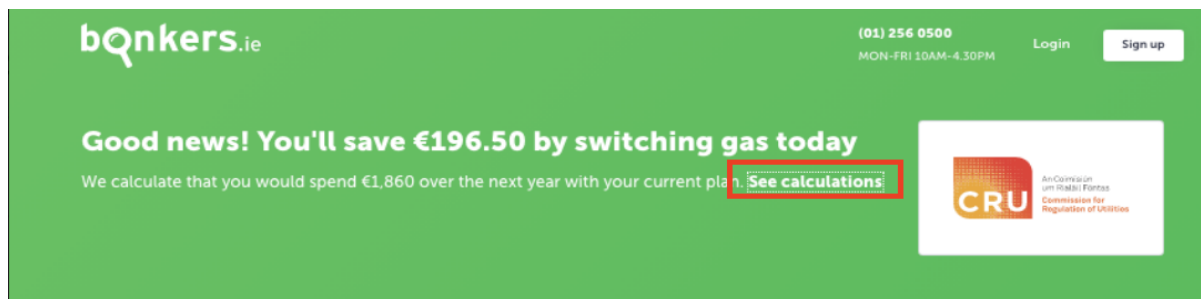 bonkers.ie
(01) 256 0500
MON-FRI 10AM-4.30PM
Login
Sign up
Good news! You'll save €196.50 by switching gas today
We calculate that you would spend €1,860 over the next year with your current plan. See calculations
CRU
An Coimisiún
um Rialáil Fóntas
Commission for
Regulation of Utilities